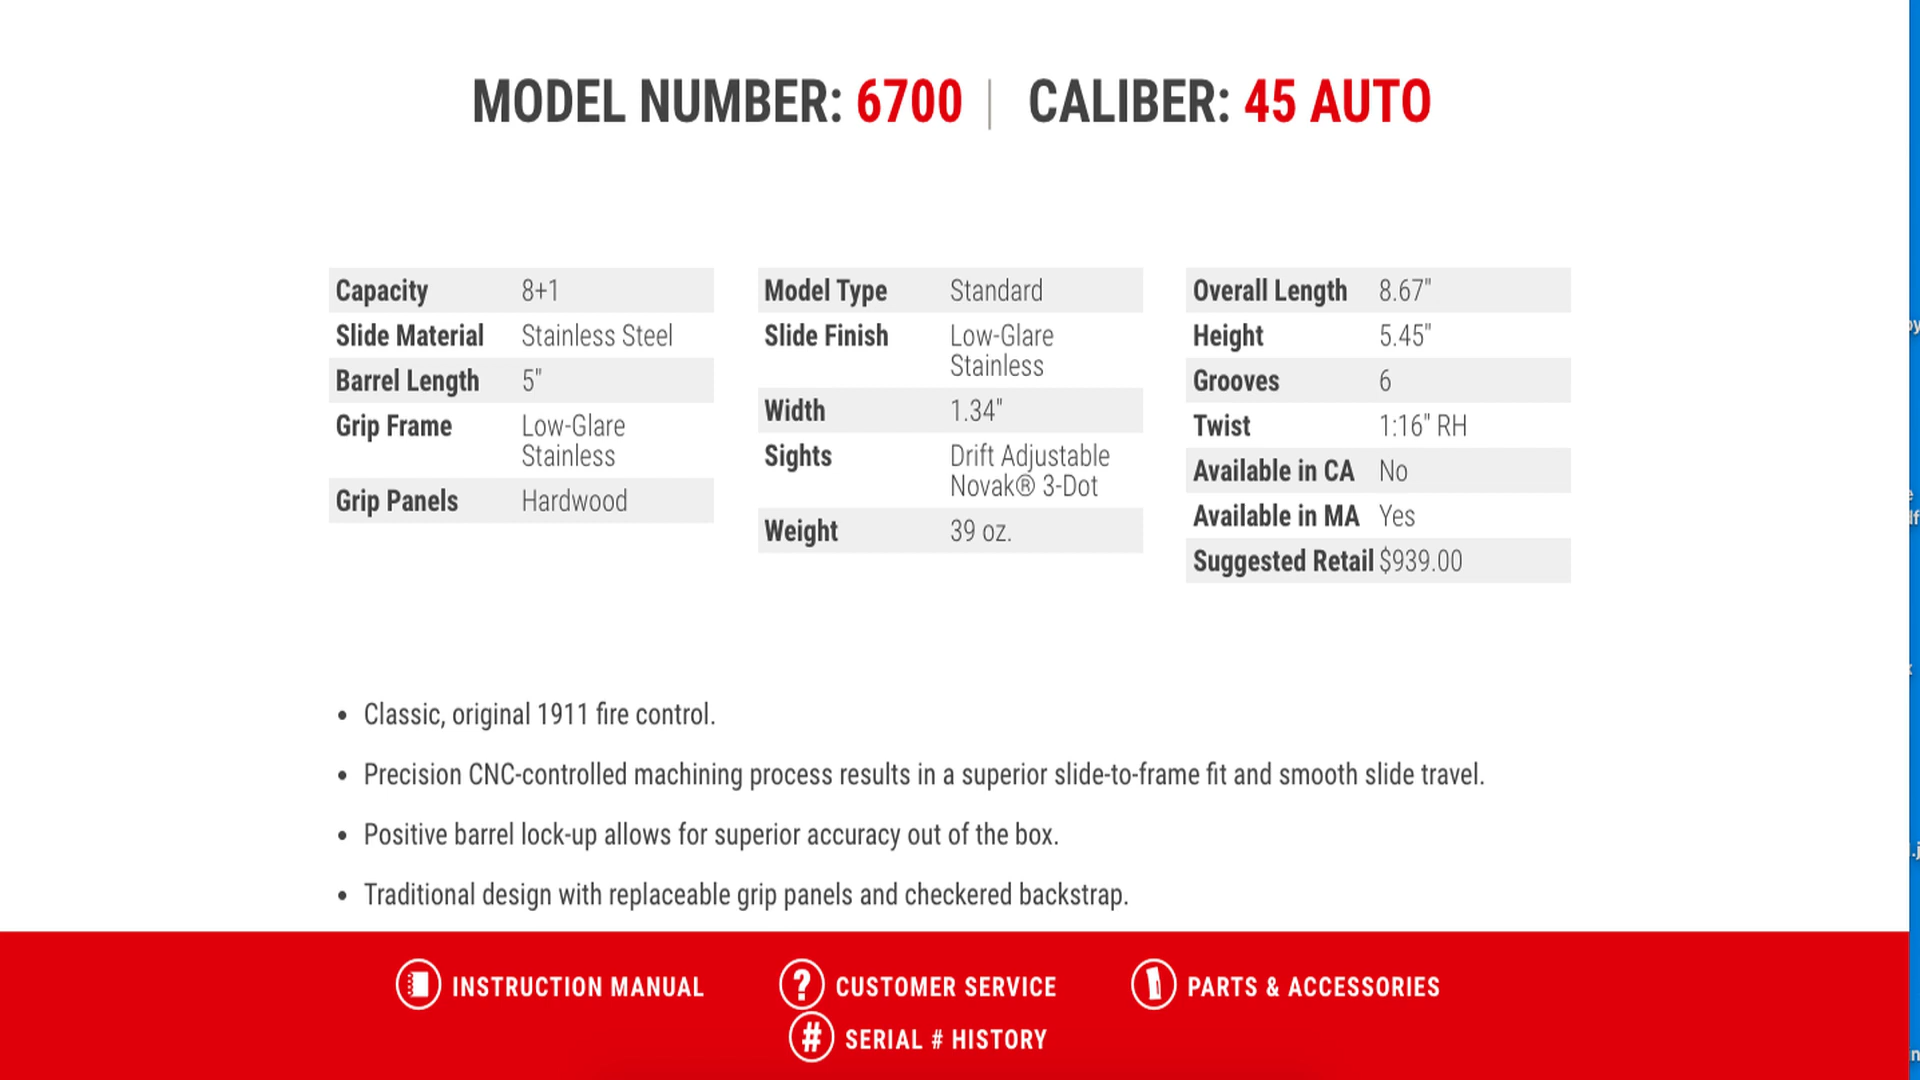 MODEL NUMBER: 6700 | CALIBER: 45 AUTO
Capacity 8+1
Slide Material Stainless Steel
Barrel Length 5"
Grip Frame Low-Glare
Stainless
Grip Panels Hardwood
Model Type Standard
Slide Finish Low-Glare
Stainless
Width 1.34"
Sights Drift Adjustable
Novak® 3-Dot
Weight 39 oz.
Overall Length 8.67"
Height 5.45"
Grooves 6
Twist 1:16" RH
Available in CA No
Available in MA Yes
Suggested Retail $939.00
• Classic, original 1911 fire control.
• Precision CNC-controlled machining process results in a superior slide-to-frame fit and smooth slide travel.
• Positive barrel lock-up allows for superior accuracy out of the box.
• Traditional design with replaceable grip panels and checkered backstrap.
INSTRUCTION MANUAL
? CUSTOMER SERVICE
PARTS & ACCESSORIES
# SERIAL # HISTORY